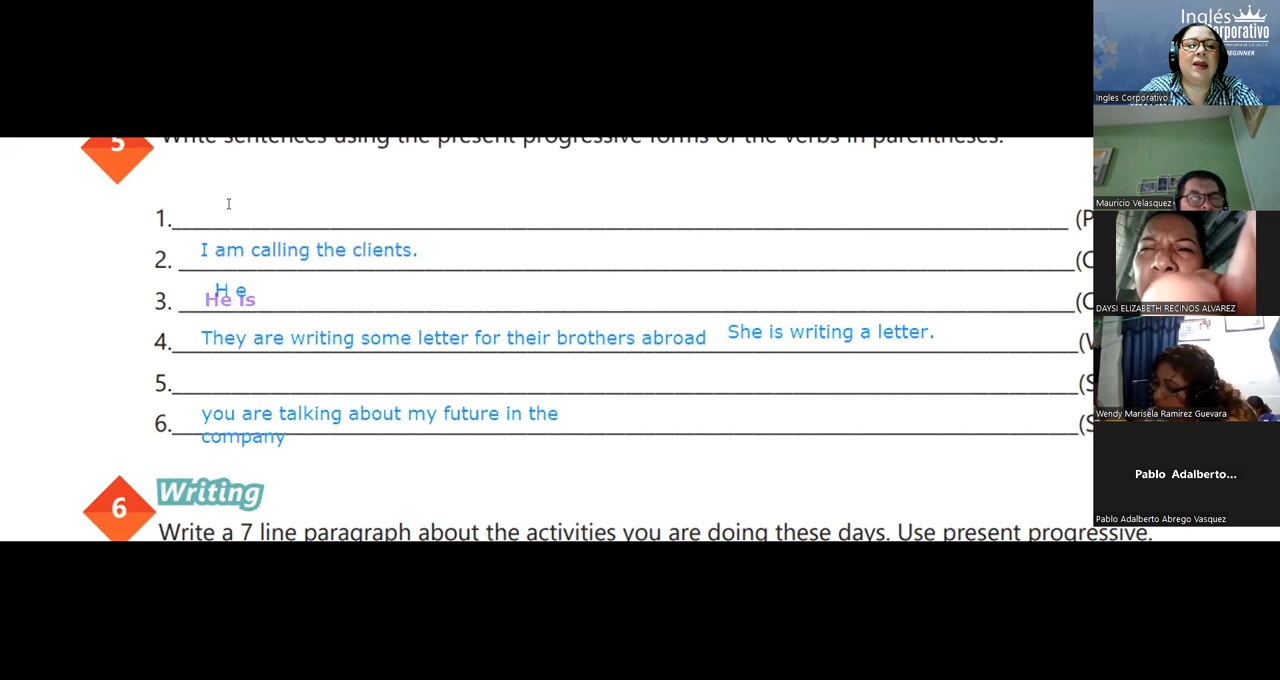 Inglés
Corporativo
BEGINNER
Ingles Corporativo
Write sentences using the present progressive forms of the verbs in parentheses.
5
1.
Mauricio Velasquez
2. I am calling the clients.
3. H e
He is
DAYSI ELIZABETH RECINOS ALVAREZ
4. They are writing some letter for their brothers abroad She is writing a letter.
5.
6. you are talking about my future in the
company
Wendy Marisela Ramirez Guevara
Pablo Adalberto...
Pablo Adalberto Abrego Vasquez
6 Writing
Write a 7 line paragraph about the activities you are doing these days. Use present progressive.